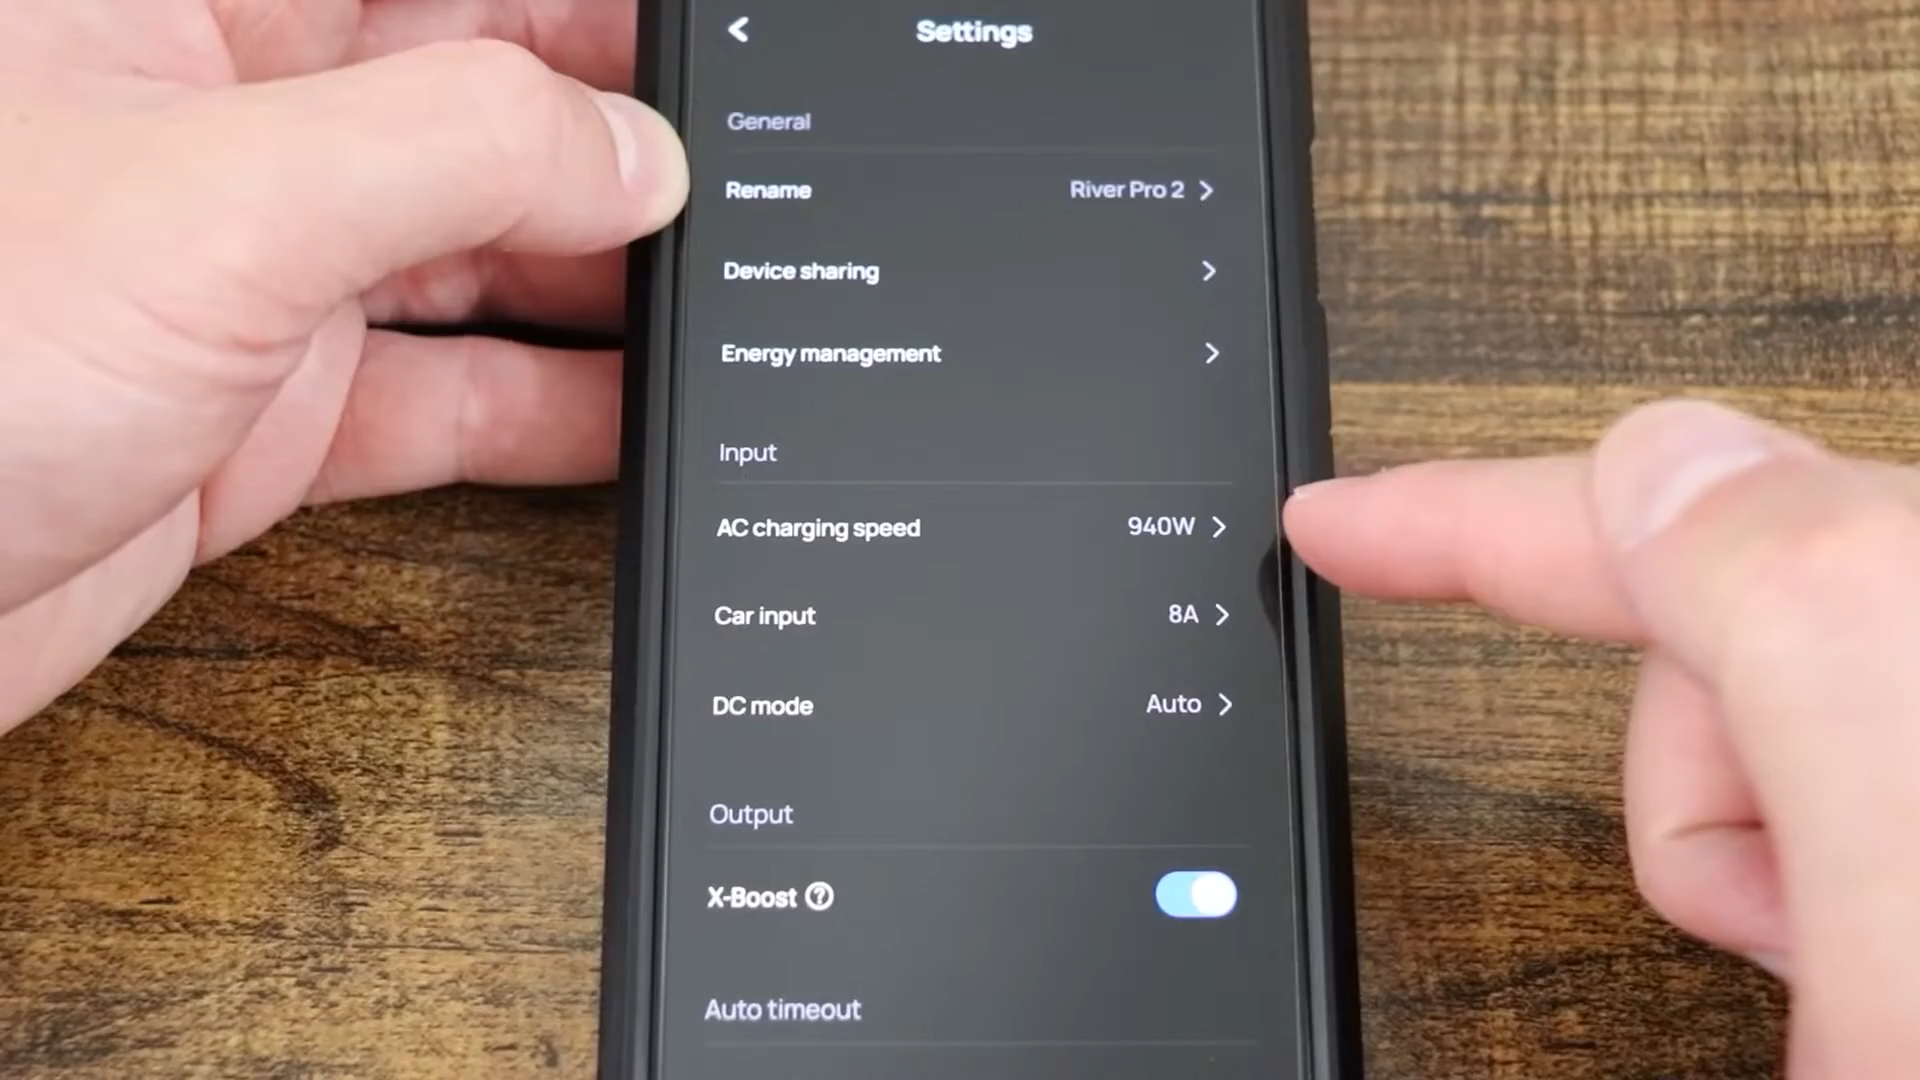 Settings
General
Rename River Pro 2
Device sharing
Energy management
Input
AC charging speed 940W
Car input 8A
DC mode Auto
Output
X-Boost ?
Auto timeout